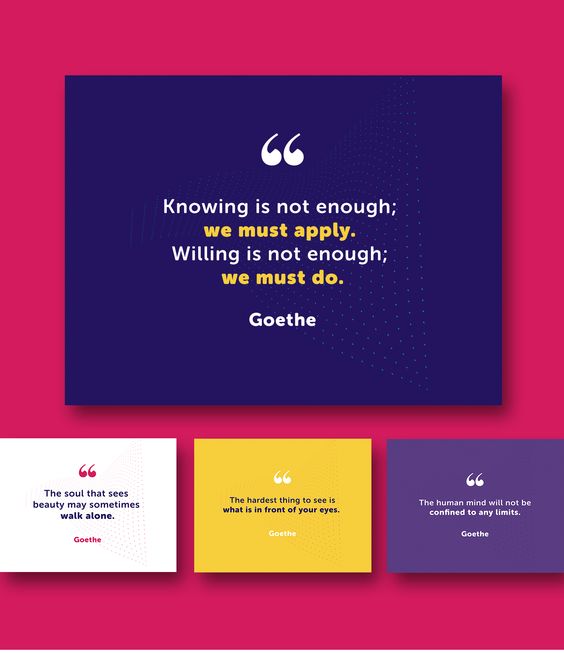 “
Knowing is not enough;
we must apply.
Willing is not enough;
we must do.
Goethe
“
The soul that sees
beauty may sometimes
walk alone.
Goethe
“
The hardest thing to see is
what is in front of your eyes.
Goethe
“
The human mind will not be
confined to any limits.
Goethe